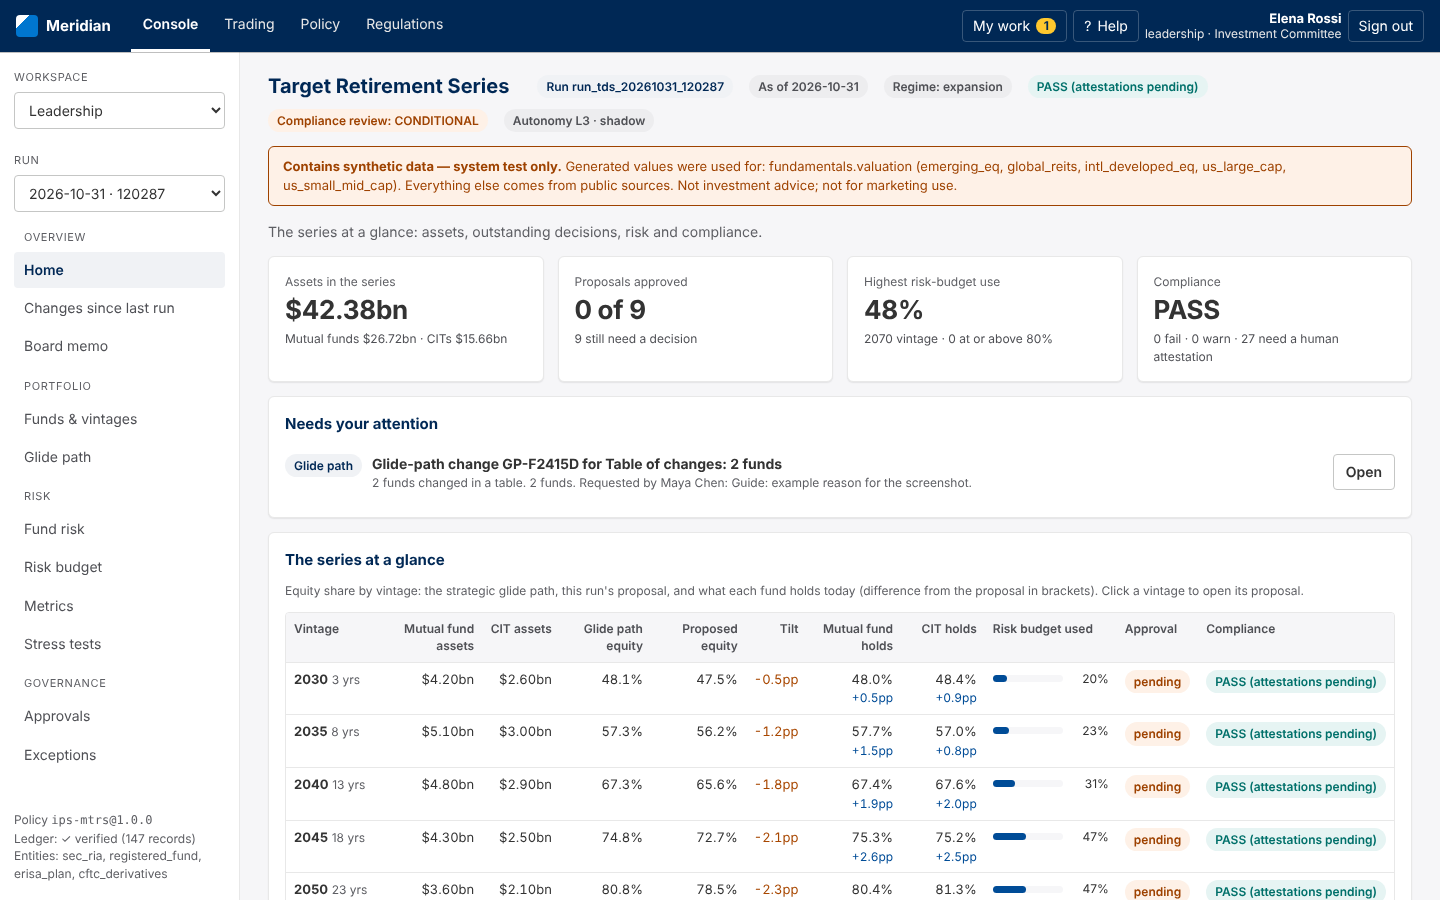 Meridian
Console
Trading
Policy
Regulations
My work 1
? Help
Elena Rossi
leadership · Investment Committee
Sign out
WORKSPACE
Leadership
RUN
2026-10-31 · 120287
OVERVIEW
Home
Changes since last run
Board memo
PORTFOLIO
Funds & vintages
Glide path
RISK
Fund risk
Risk budget
Metrics
Stress tests
GOVERNANCE
Approvals
Exceptions
Policy ips-mtrs@1.0.0
Ledger: ✓ verified (147 records)
Entities: sec_ria, registered_fund,
erisa_plan, cftc_derivatives
Target Retirement Series
Run run_tds_20261031_120287
As of 2026-10-31
Regime: expansion
PASS (attestations pending)
Compliance review: CONDITIONAL
Autonomy L3 · shadow
Contains synthetic data — system test only. Generated values were used for: fundamentals.valuation (emerging_eq, global_reits, intl_developed_eq, us_large_cap,
us_small_mid_cap). Everything else comes from public sources. Not investment advice; not for marketing use.
The series at a glance: assets, outstanding decisions, risk and compliance.
Assets in the series
$42.38bn
Mutual funds $26.72bn · CITs $15.66bn
Proposals approved
0 of 9
9 still need a decision
Highest risk-budget use
48%
2070 vintage · 0 at or above 80%
Compliance
PASS
0 fail · 0 warn · 27 need a human
attestation
Needs your attention
Glide path
Glide-path change GP-F2415D for Table of changes: 2 funds
2 funds changed in a table. 2 funds. Requested by Maya Chen: Guide: example reason for the screenshot.
Open
The series at a glance
Equity share by vintage: the strategic glide path, this run's proposal, and what each fund holds today (difference from the proposal in brackets). Click a vintage to open its proposal.
Vintage Mutual fund CIT assets Glide path Proposed Tilt Mutual fund CIT holds Risk budget used Approval Compliance
assets equity equity holds
2030 3 yrs $4.20bn $2.60bn 48.1% 47.5% -0.5pp 48.0% 48.4% 20% pending PASS (attestations pending)
+0.5pp +0.9pp
2035 8 yrs $5.10bn $3.00bn 57.3% 56.2% -1.2pp 57.7% 57.0% 23% pending PASS (attestations pending)
+1.5pp +0.8pp
2040 13 yrs $4.80bn $2.90bn 67.3% 65.6% -1.8pp 67.4% 67.6% 31% pending PASS (attestations pending)
+1.9pp +2.0pp
2045 18 yrs $4.30bn $2.50bn 74.8% 72.7% -2.1pp 75.3% 75.2% 47% pending PASS (attestations pending)
+2.6pp +2.5pp
2050 23 yrs $3.60bn $2.10bn 80.8% 78.5% -2.3pp 80.4% 81.3% 47% pending PASS (attestations pending)